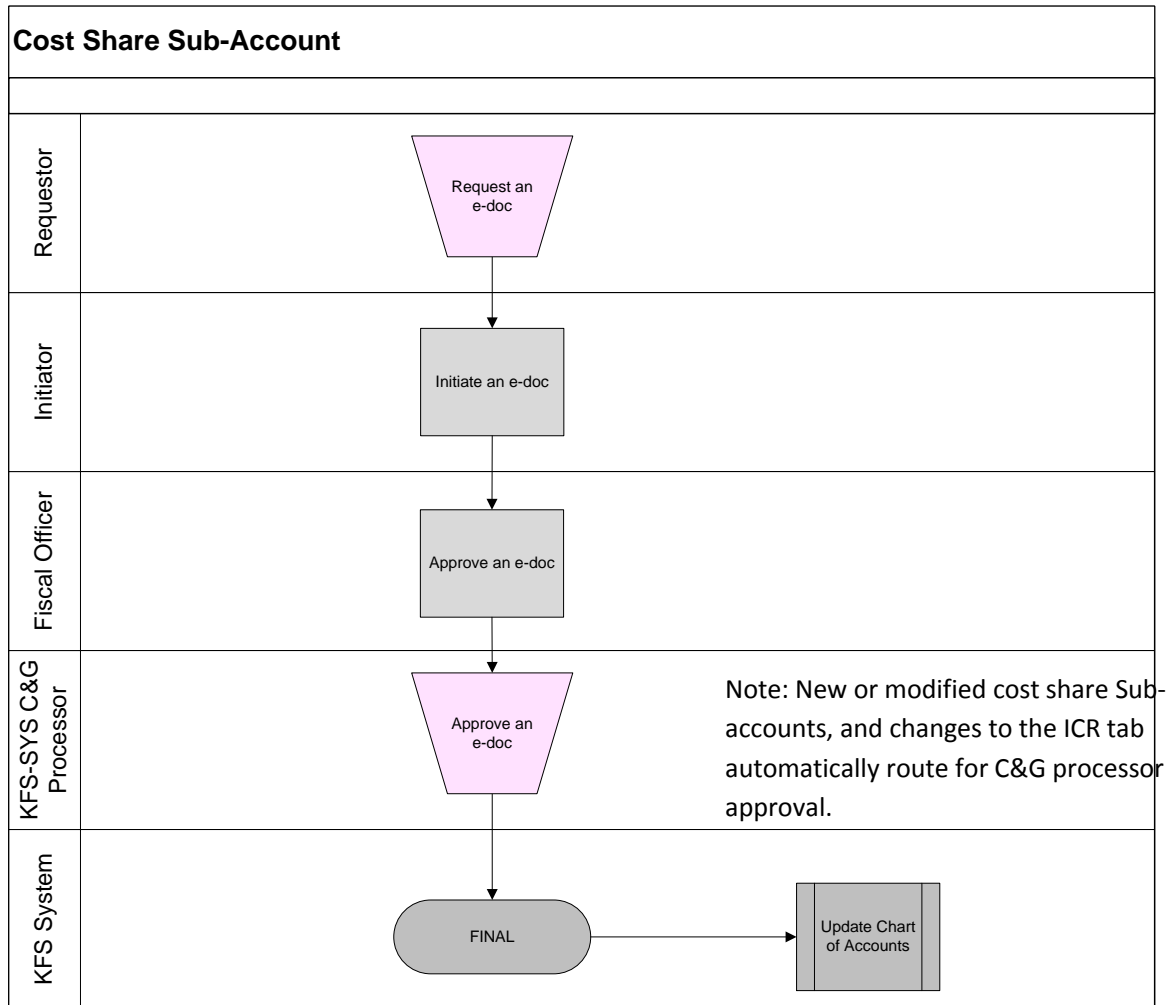 Cost Share Sub-Account
Requestor
Request an
e-doc
Initiator
Initiate an e-doc
Fiscal Officer
Approve an e-doc
KFS-SYS C&G
Processor
Approve an
e-doc
Note: New or modified cost share Sub-
accounts, and changes to the ICR tab
automatically route for C&G processor
approval.
KFS System
FINAL
Update Chart
of Accounts